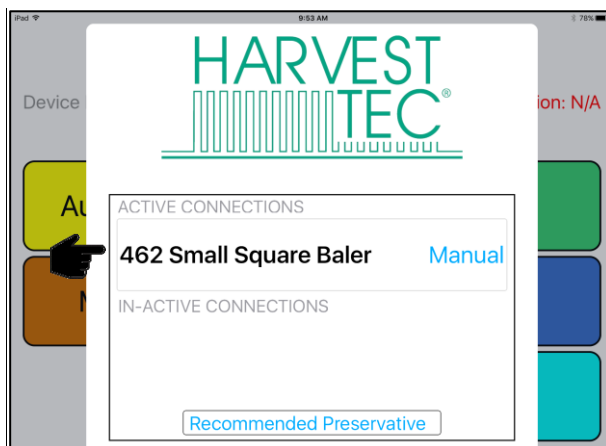 iPad 9:53 AM 78%
HARVEST
TEC®
Device ion: N/A
Au
ACTIVE CONNECTIONS
462 Small Square Baler Manual
M
IN-ACTIVE CONNECTIONS
Recommended Preservative